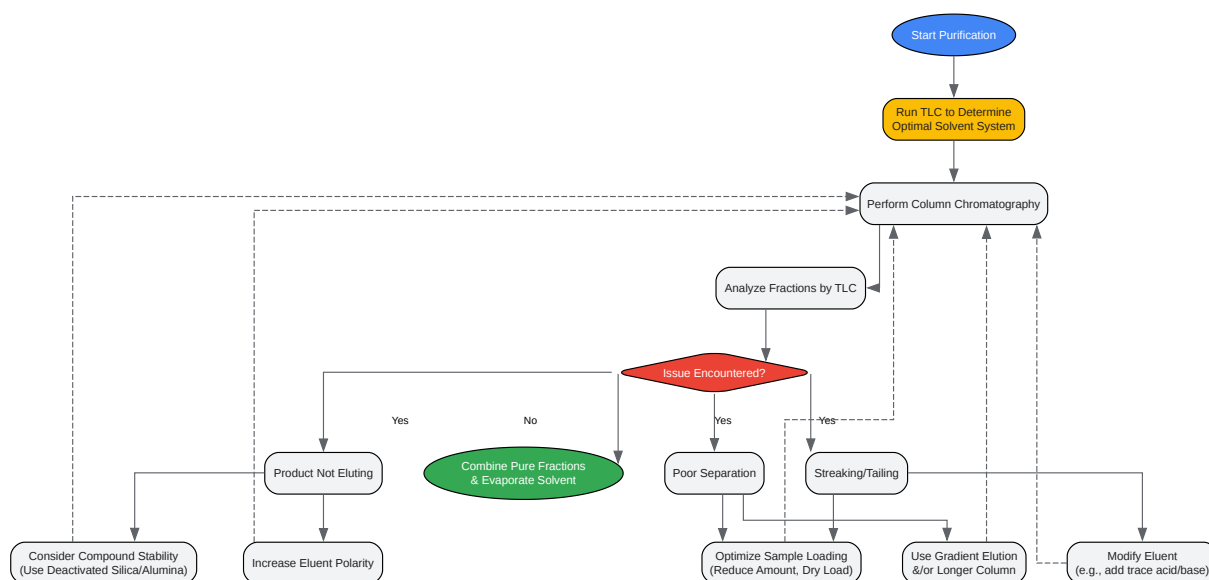 Start Purification
Run TLC to Determine
Optimal Solvent System
Perform Column Chromatography
Analyze Fractions by TLC
Issue Encountered?
Yes
No
Yes
Yes
Product Not Eluting
Combine Pure Fractions
& Evaporate Solvent
Poor Separation
Streaking/Tailing
Consider Compound Stability
(Use Deactivated Silica/Alumina)
Increase Eluent Polarity
Optimize Sample Loading
(Reduce Amount, Dry Load)
Use Gradient Elution
&/or Longer Column
Modify Eluent
(e.g., add trace acid/base)